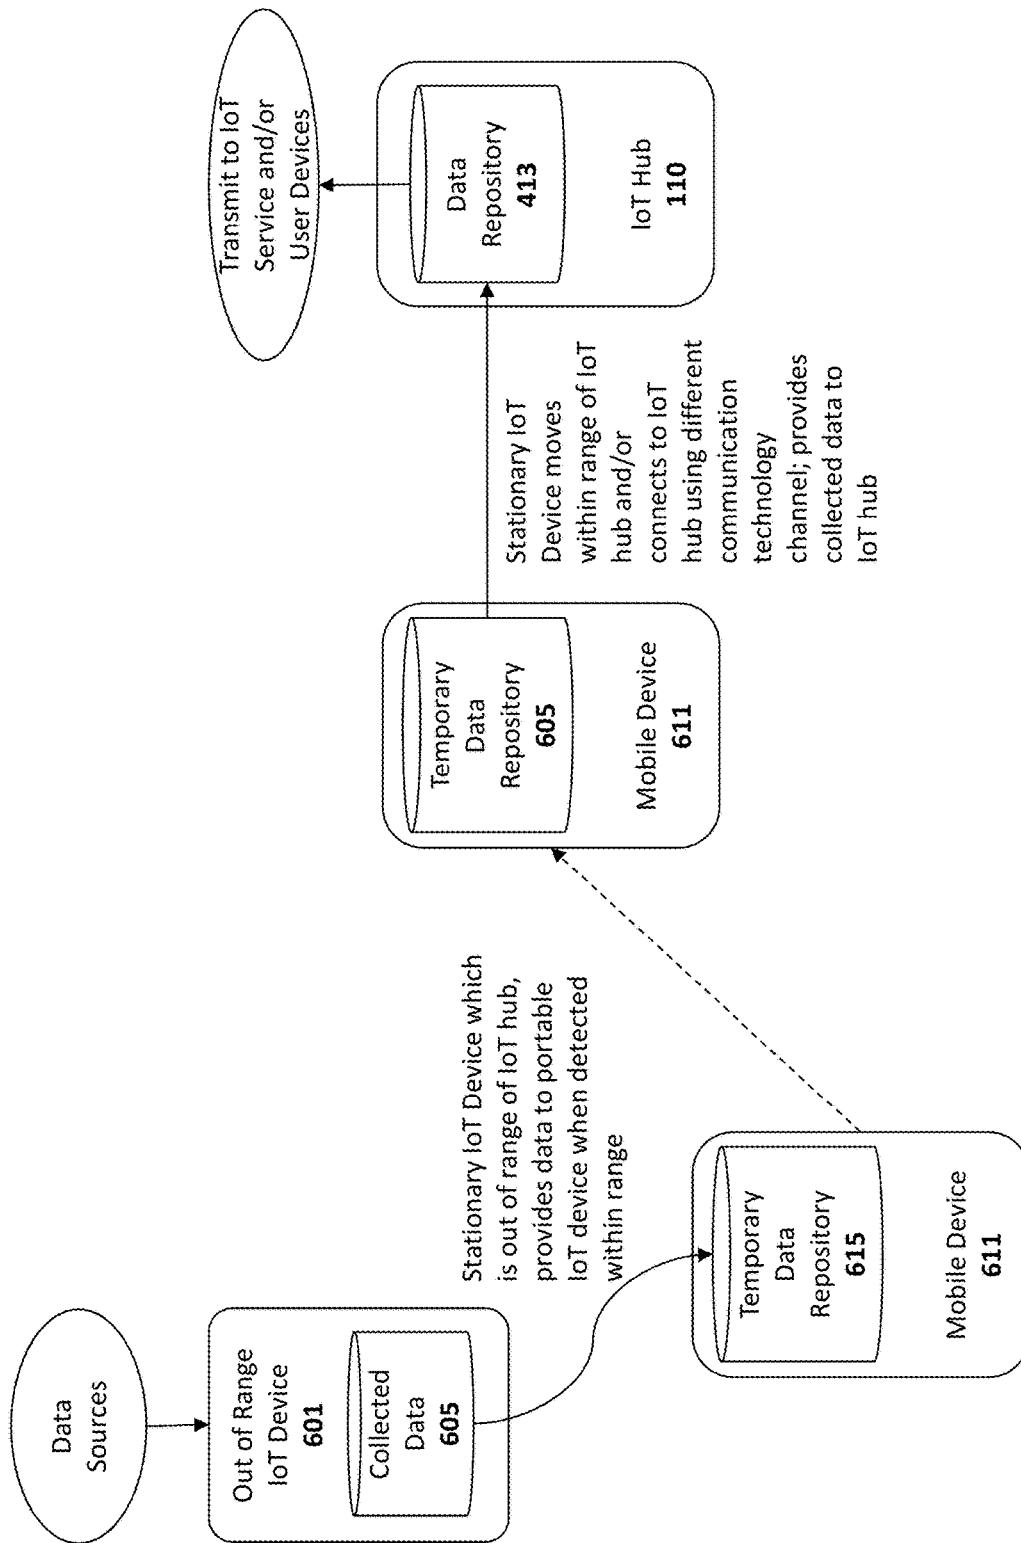 Data
Sources
Out of Range
IoT Device
601
Collected
Data
605
Stationary IoT Device which
is out of range of IoT hub,
provides data to portable
IoT device when detected
within range
Temporary
Data
Repository
615
Mobile Device
611
Temporary
Data
Repository
605
Mobile Device
611
Stationary IoT
Device moves
within range of IoT
hub and/or
connects to IoT
hub using different
communication
technology
channel; provides
collected data to
IoT hub
Transmit to IoT
Service and/or
User Devices
Data
Repository
413
IoT Hub
110